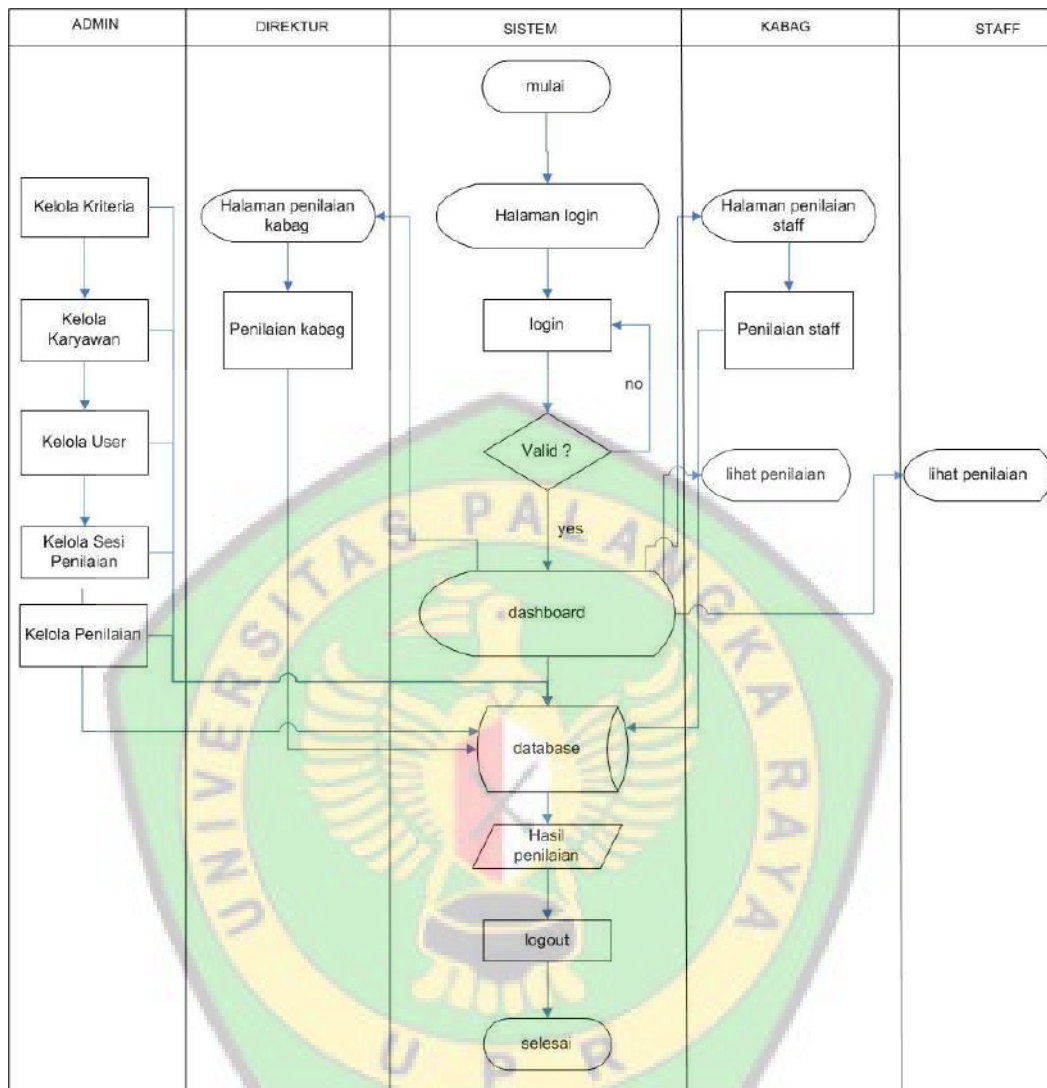 ADMIN
DIREKTUR
SISTEM
KABAG
STAFF
mulai
Kelola Kriteria
Halaman penilaian
kabag
Halaman login
Halaman penilaian
staff
Kelola
Karyawan
Penilaian kabag
login
Penilaian staff
no
Kelola User
Valid ?
lihat penilaian
lihat penilaian
yes
Kelola Sesi
Penilaian
dashboard
Kelola Penilaian
database
Hasil
penilaian
logout
selesai
UNIVERSITAS PALANGKA RAYA
UPR